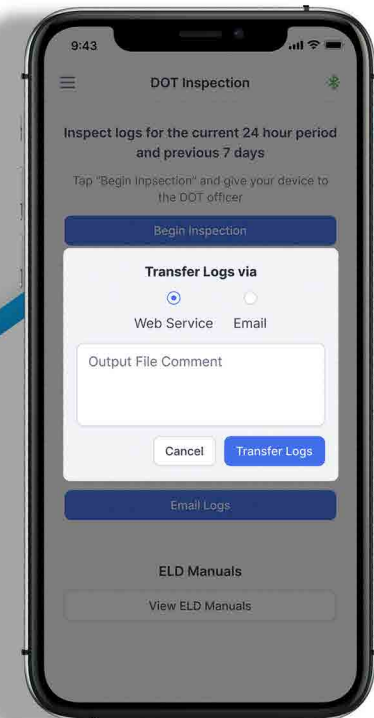 9:43
DOT Inspection
Inspect logs for the current 24 hour period
and previous 7 days
Tap "Begin Inpsection" and give your device to
the DOT officer
Begin Inspection
Transfer Logs via
Web Service Email
Output File Comment
Cancel Transfer Logs
Email Logs
ELD Manuals
View ELD Manuals